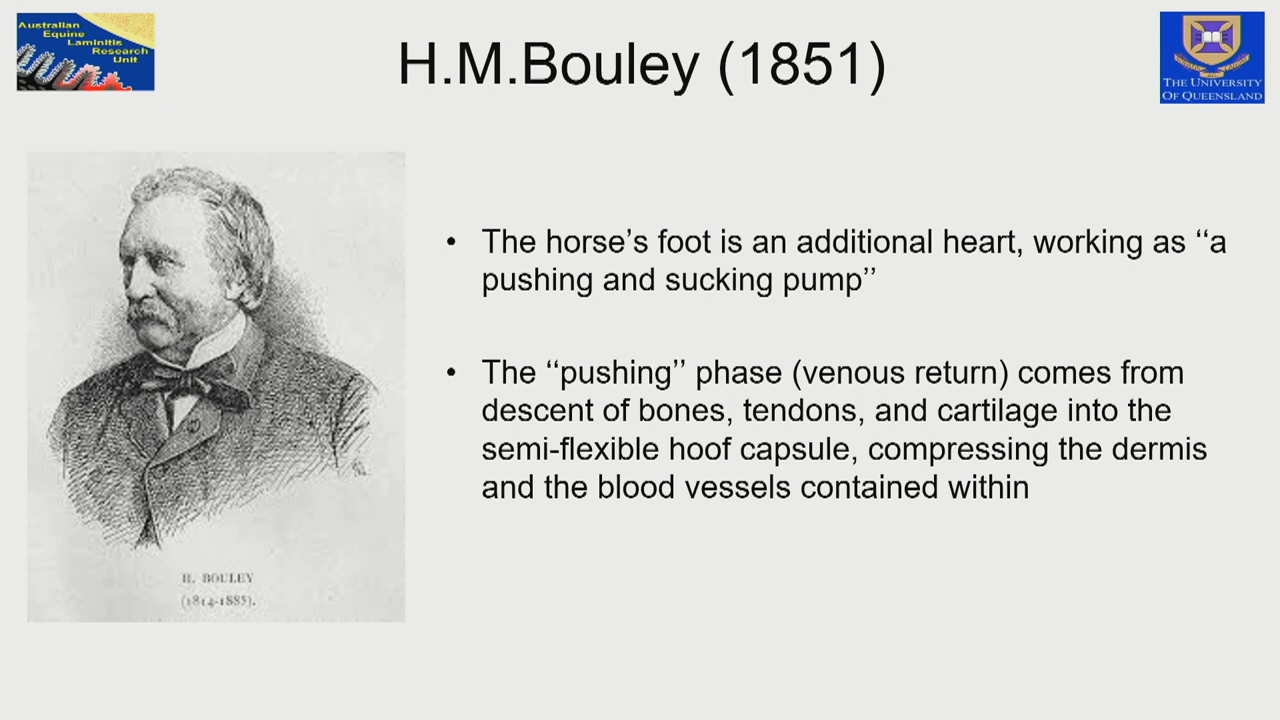 Australian
Equine
Laminitis
Research
Unit
H.M.Bouley (1851)
THE UNIVERSITY
OF QUEENSLAND
• The horse’s foot is an additional heart, working as ‘‘a
pushing and sucking pump’’
• The ‘‘pushing’’ phase (venous return) comes from
descent of bones, tendons, and cartilage into the
semi-flexible hoof capsule, compressing the dermis
and the blood vessels contained within
H. BOULEY
(1814-1885).